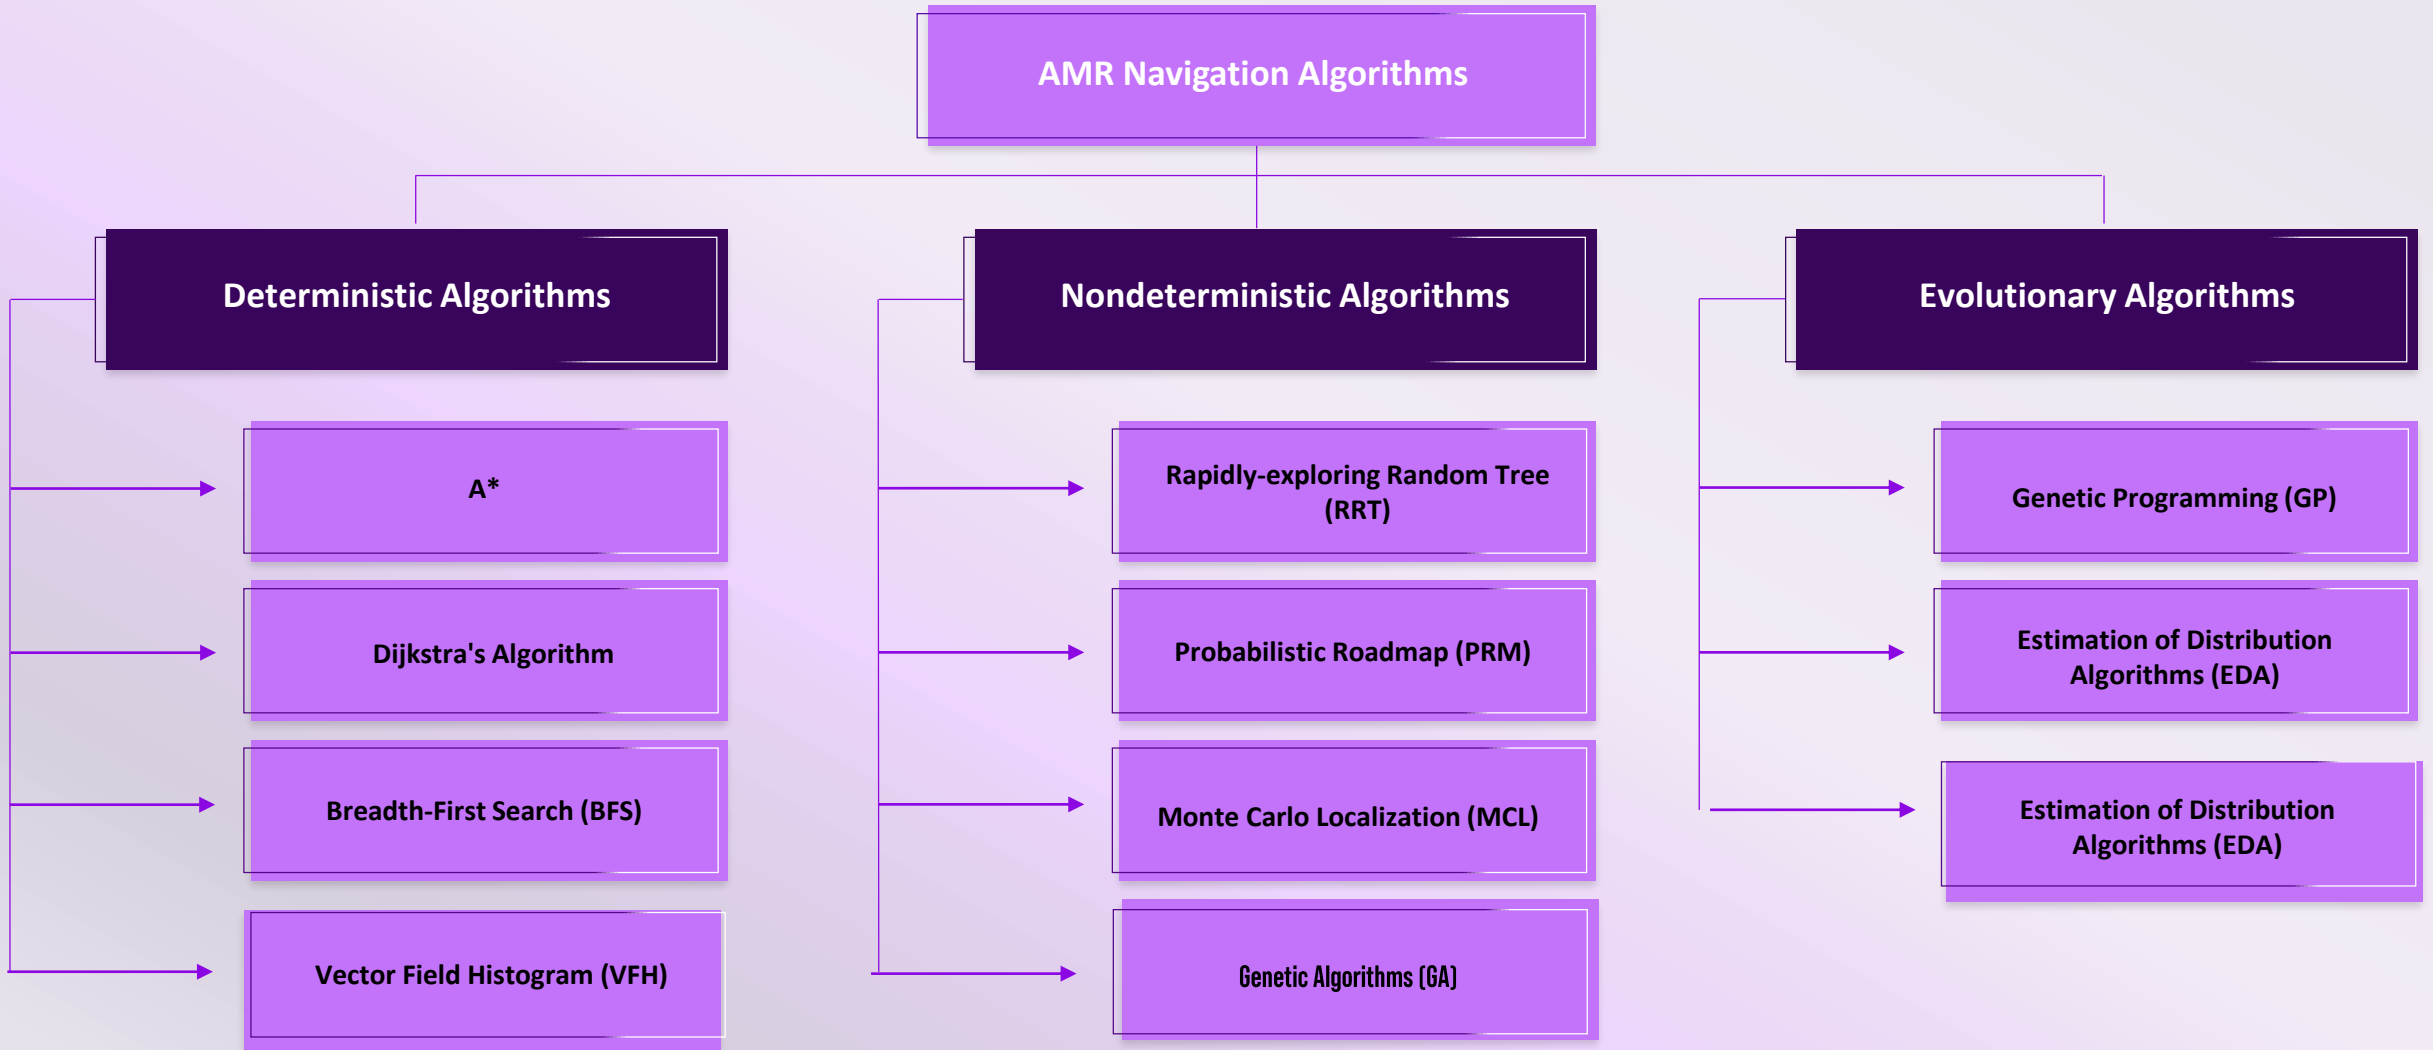 AMR Navigation Algorithms
Deterministic Algorithms
Nondeterministic Algorithms
Evolutionary Algorithms
A*
Dijkstra's Algorithm
Breadth-First Search (BFS)
Vector Field Histogram (VFH)
Rapidly-exploring Random Tree
(RRT)
Probabilistic Roadmap (PRM)
Monte Carlo Localization (MCL)
Genetic Algorithms (GA)
Genetic Programming (GP)
Estimation of Distribution
Algorithms (EDA)
Estimation of Distribution
Algorithms (EDA)